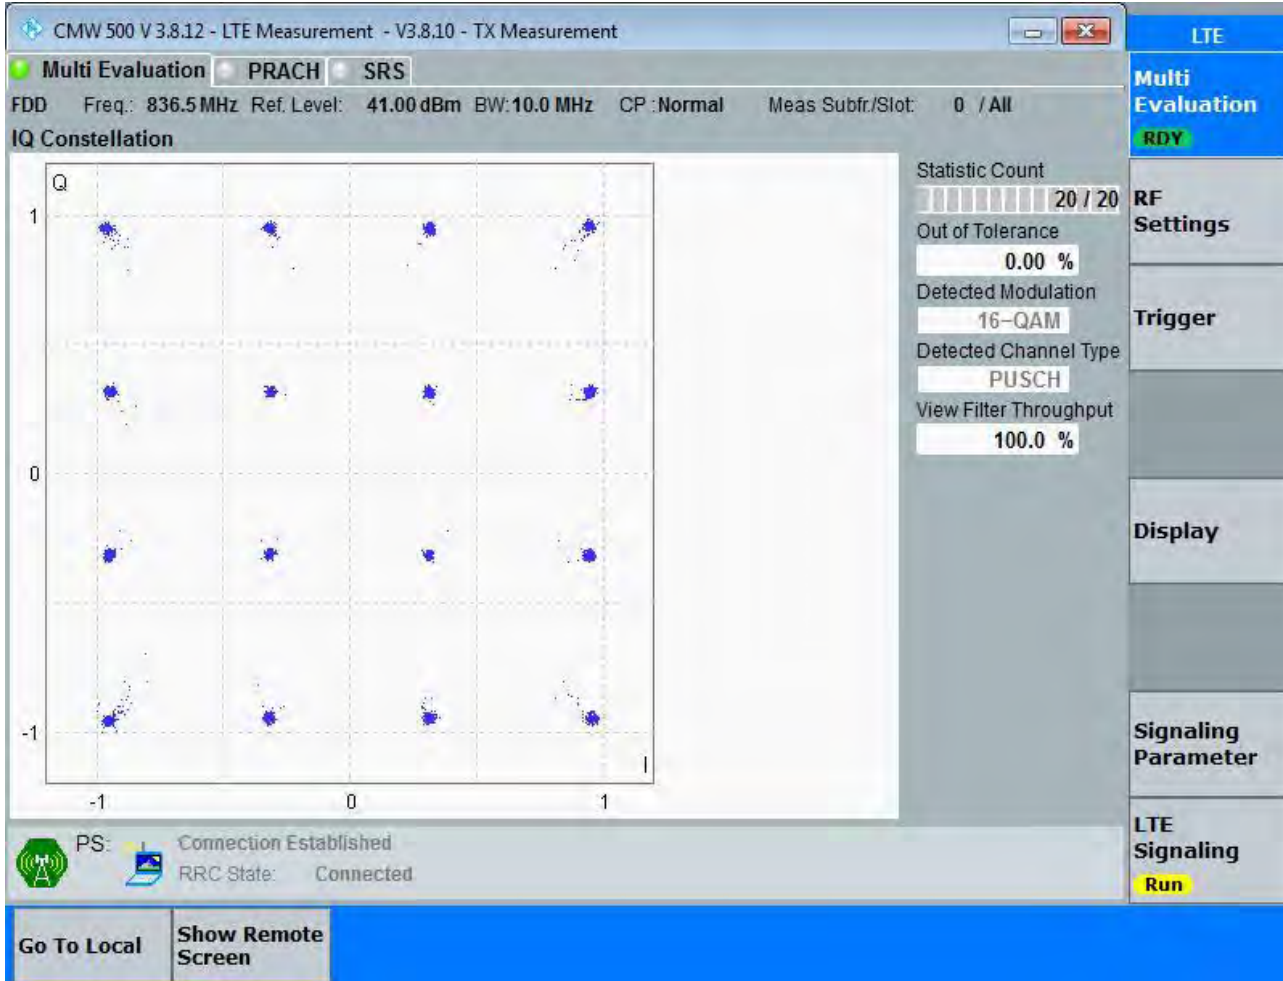 CMW 500 V 3.8.12 - LTE Measurement - V3.8.10 - TX Measurement
LTE
Multi Evaluation PRACH SRS
FDD Freq.: 836.5 MHz Ref. Level: 41.00 dBm BW: 10.0 MHz CP : Normal Meas Subfr./Slot: 0 / All
IQ Constellation
Q
1
0
-1
-1 0 1
I
Statistic Count
20 / 20
Out of Tolerance
0.00 %
Detected Modulation
16-QAM
Detected Channel Type
PUSCH
View Filter Throughput
100.0 %
Multi
Evaluation
RDY
RF
Settings
Trigger
Display
Signaling
Parameter
LTE
Signaling
Run
PS: Connection Established
RRC State: Connected
Go To Local
Show Remote
Screen